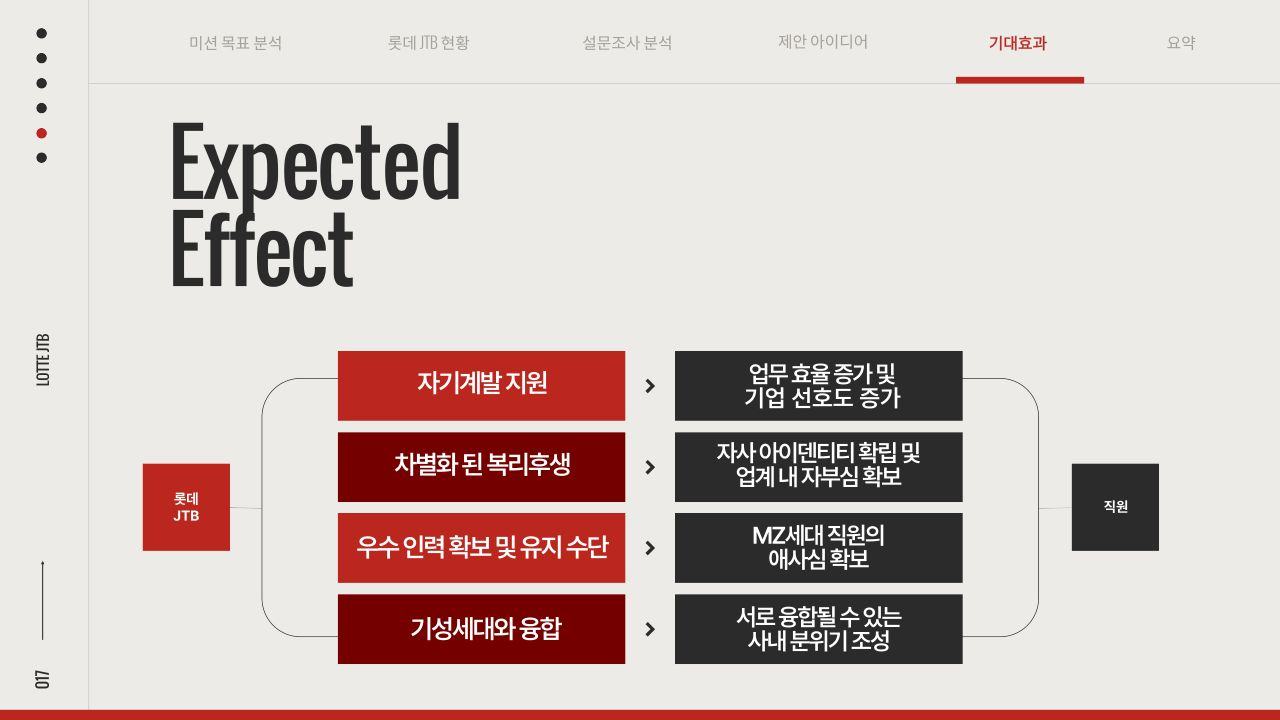 미션 목표 분석
롯데 JTB 현황
설문조사 분석
제안 아이디어
기대효과
요약
Expected
Effect
LOTTE JTB
017
롯데
JTB
자기계발 지원
업무 효율 증가 및
기업 선호도 증가
차별화 된 복리후생
자사 아이덴티티 확립 및
업계 내 자부심 확보
우수 인력 확보 및 유지 수단
MZ세대 직원의
애사심 확보
기성세대와 융합
서로 융합될 수 있는
사내 분위기 조성
직원